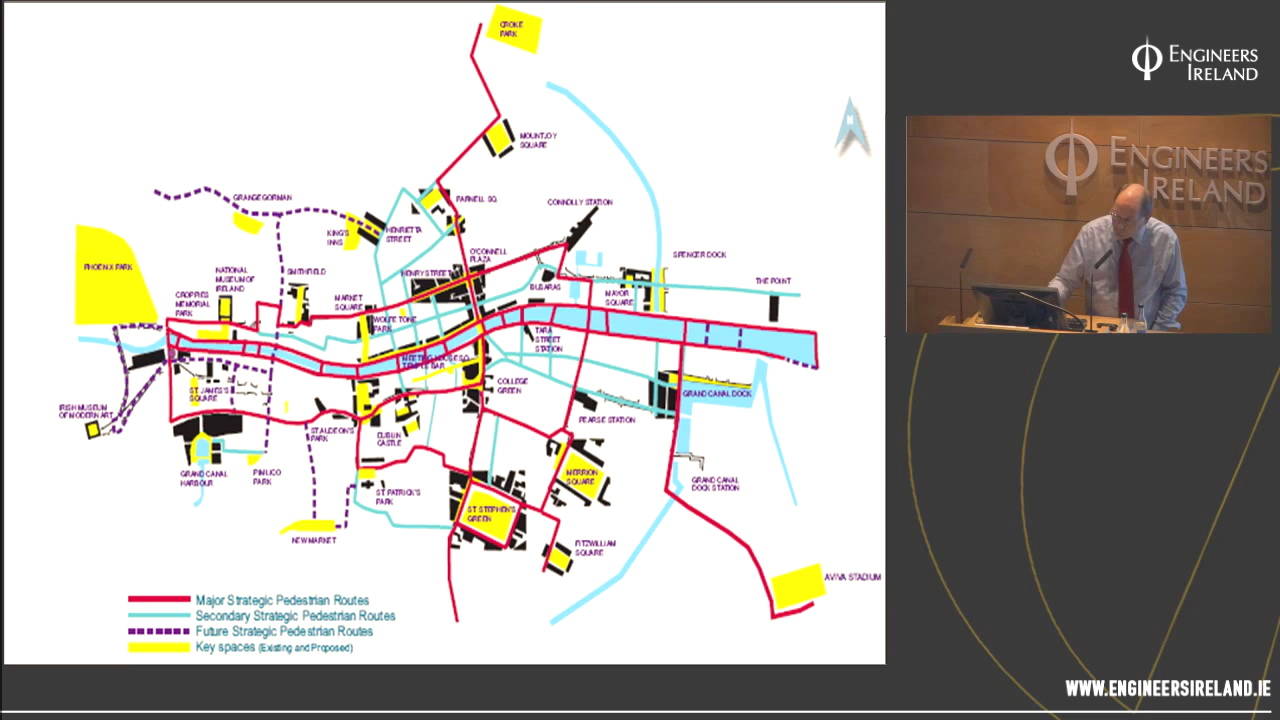 CROKE
PARK
MOUNTJOY
SQUARE
GRANGEGORMAN
PARNELL SQ.
CONNOLLY STATION
KING'S
INNS
HENRIETTA
STREET
O'CONNELL
PLAZA
SPENCER DOCK
PHOENIX PARK
NATIONAL
MUSEUM OF
IRELAND
SMITHFIELD
HENRY STREET
BUSARAS
THE POINT
CROPPIES
MEMORIAL
PARK
MARKET
SQUARE
MAYOR
SQUARE
WOLFE TONE
PARK
TARA
STREET
STATION
MEETING HOUSE SQ.
TEMPLE BAR
COLLEGE
GREEN
ST JAMES'S
SQUARE
GRAND CANAL DOCK
IRISH MUSEUM
OF MODERN ART
ST AUDEON'S
PARK
DUBLIN
CASTLE
PEARSE STATION
GRAND CANAL
HARBOUR
PIMLICO
PARK
MERRION
SQUARE
GRAND CANAL
DOCK STATION
ST PATRICK'S
PARK
ST STEPHEN'S
GREEN
NEW MARKET
FITZWILLIAM
SQUARE
AVIVA STADIUM
N
Major Strategic Pedestrian Routes
Secondary Strategic Pedestrian Routes
Future Strategic Pedestrian Routes
Key spaces (Existing and Proposed)
ENGINEERS
IRELAND
ENGINEERS
IRELAND
WWW.ENGINEERSIRELAND.IE